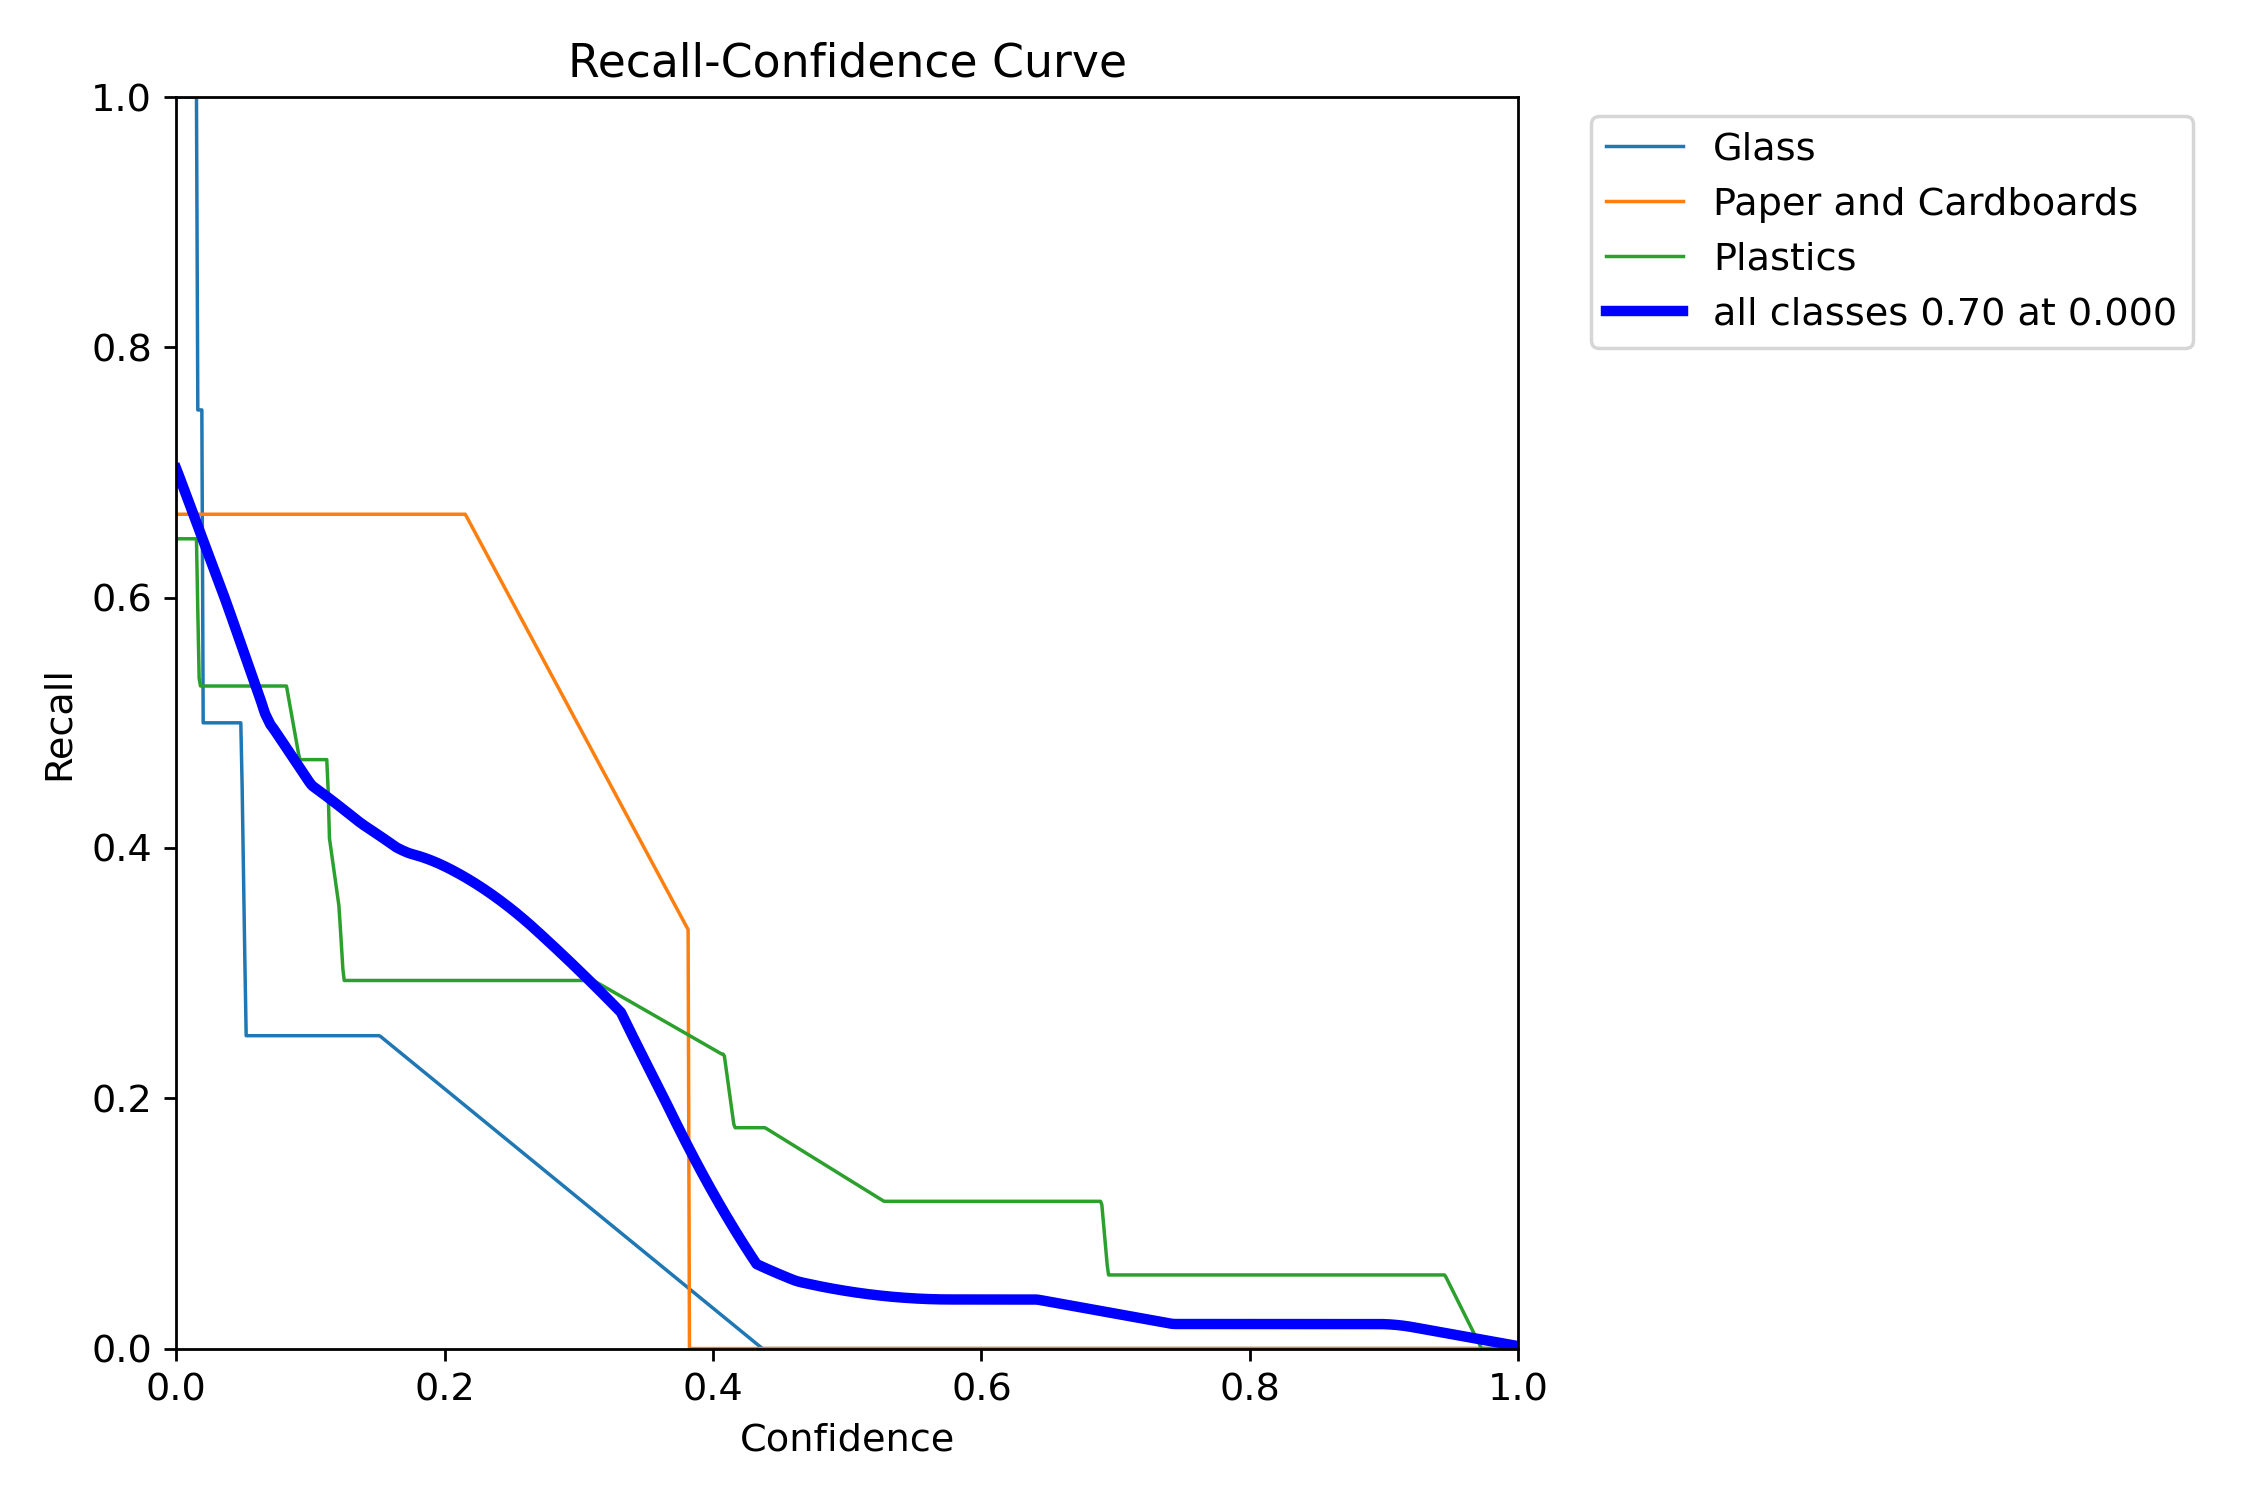 Recall-Confidence Curve
1.0
0.8
0.6
0.4
0.2
0.0
Recall
0.0 0.2 0.4 0.6 0.8 1.0
Confidence
Glass
Paper and Cardboards
Plastics
all classes 0.70 at 0.000